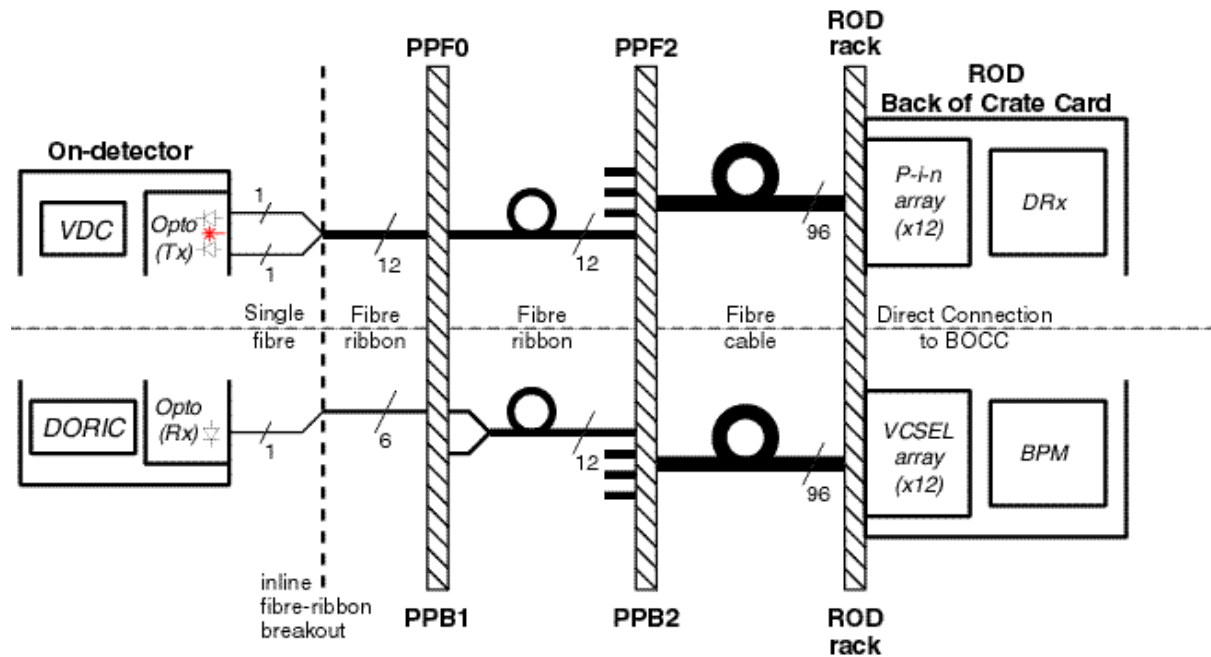 PPF0
PPF2
ROD
rack
ROD
Back of Crate Card
On-detector
VDC
Opto
(Tx)
1
1
12
12
96
P-i-n
array
(x12)
DRx
Single
fibre
Fibre
ribbon
Fibre
ribbon
Fibre
cable
Direct Connection
to BOCC
DORIC
Opto
(Rx)
1
6
12
96
VCSEL
array
(x12)
BPM
inline
fibre-ribbon
breakout
PPB1
PPB2
ROD
rack